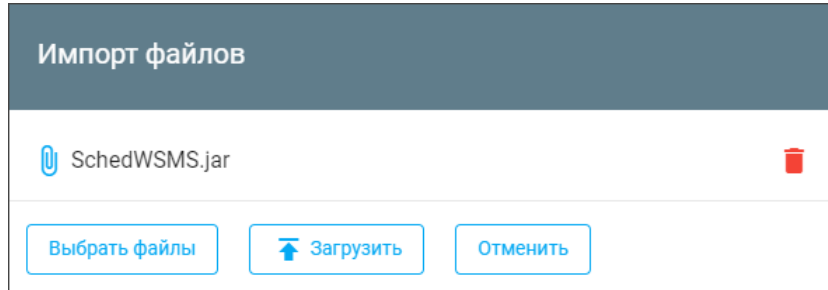 Импорт файлов
SchedWSMS.jar
Выбрать файлы Загрузить Отменить